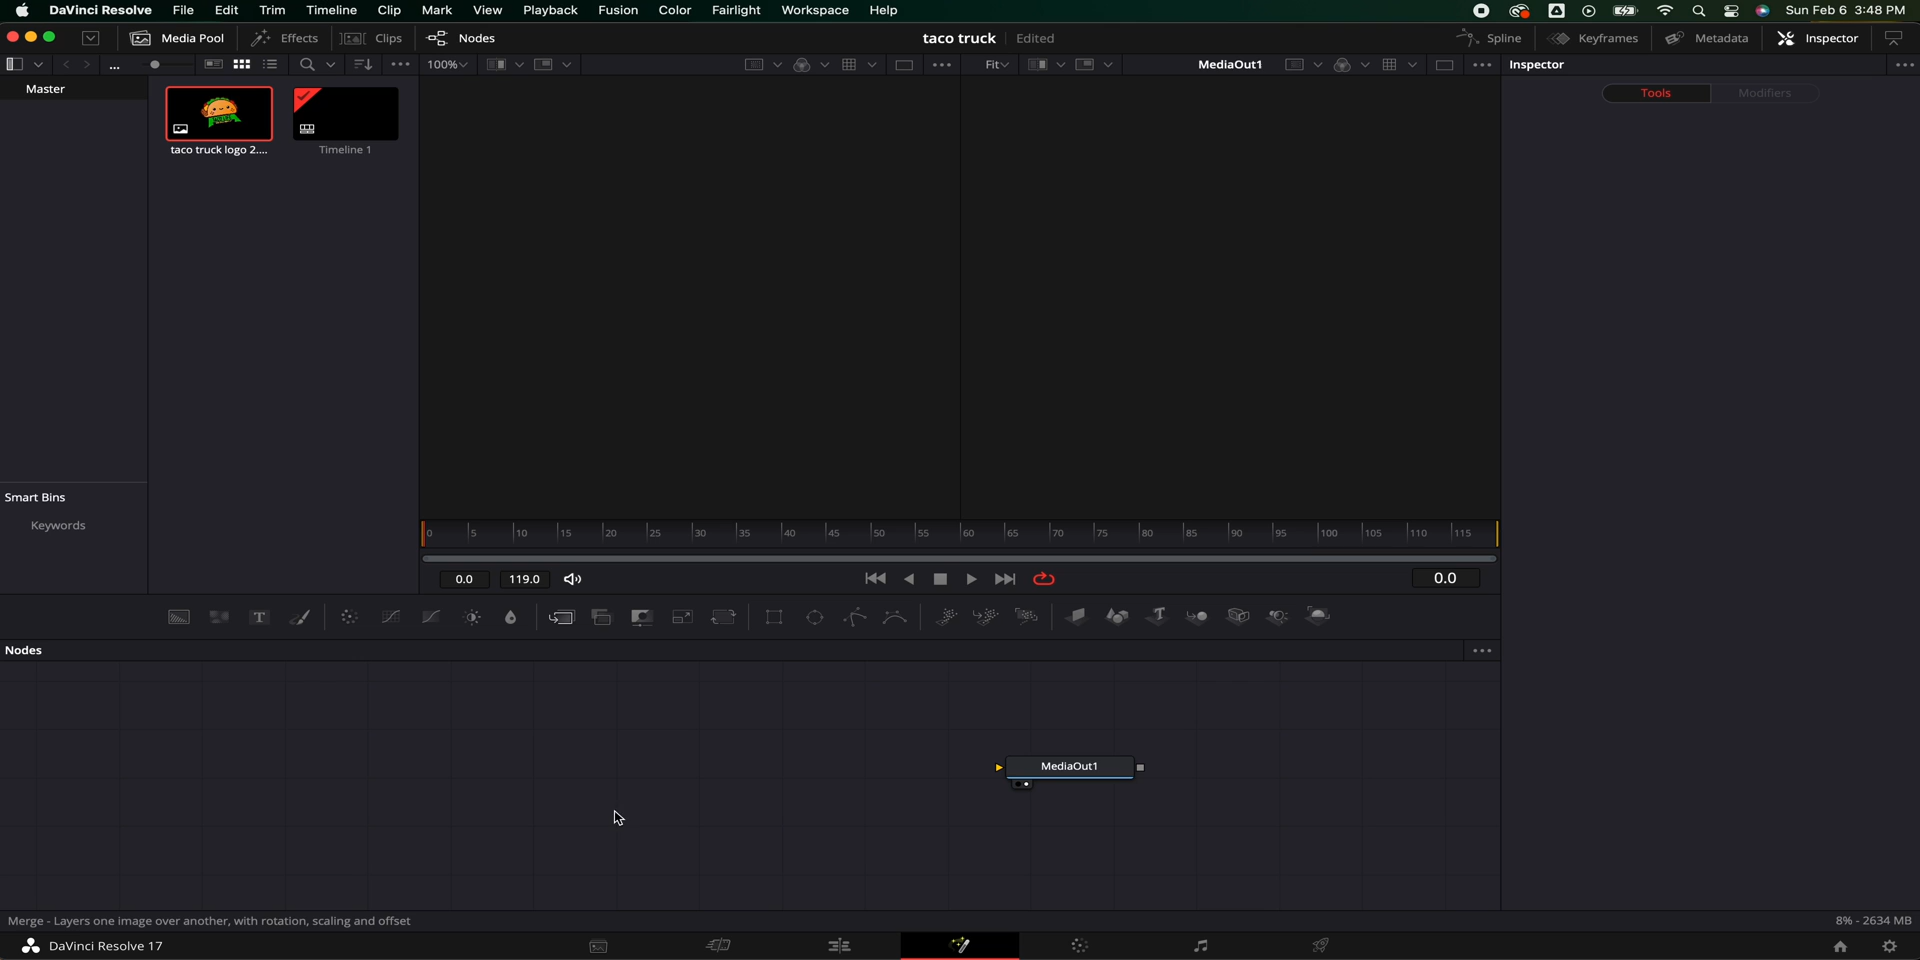 DaVinci Resolve File Edit Trim Timeline Clip Mark View Playback Fusion Color Fairlight Workspace Help Sun Feb 6 3:48 PM
Media Pool Effects Clips Nodes taco truck Edited Spline Keyframes Metadata Inspector
... 100% Fit MediaOut1 Inspector
Master
Tools Modifiers
taco truck logo 2.... Timeline 1
Smart Bins
Keywords
0 5 10 15 20 25 30 35 40 45 50 55 60 65 70 75 80 85 90 95 100 105 110 115
0.0 119.0 0.0
Nodes
MediaOut1
Merge - Layers one image over another, with rotation, scaling and offset 8% - 2634 MB
DaVinci Resolve 17